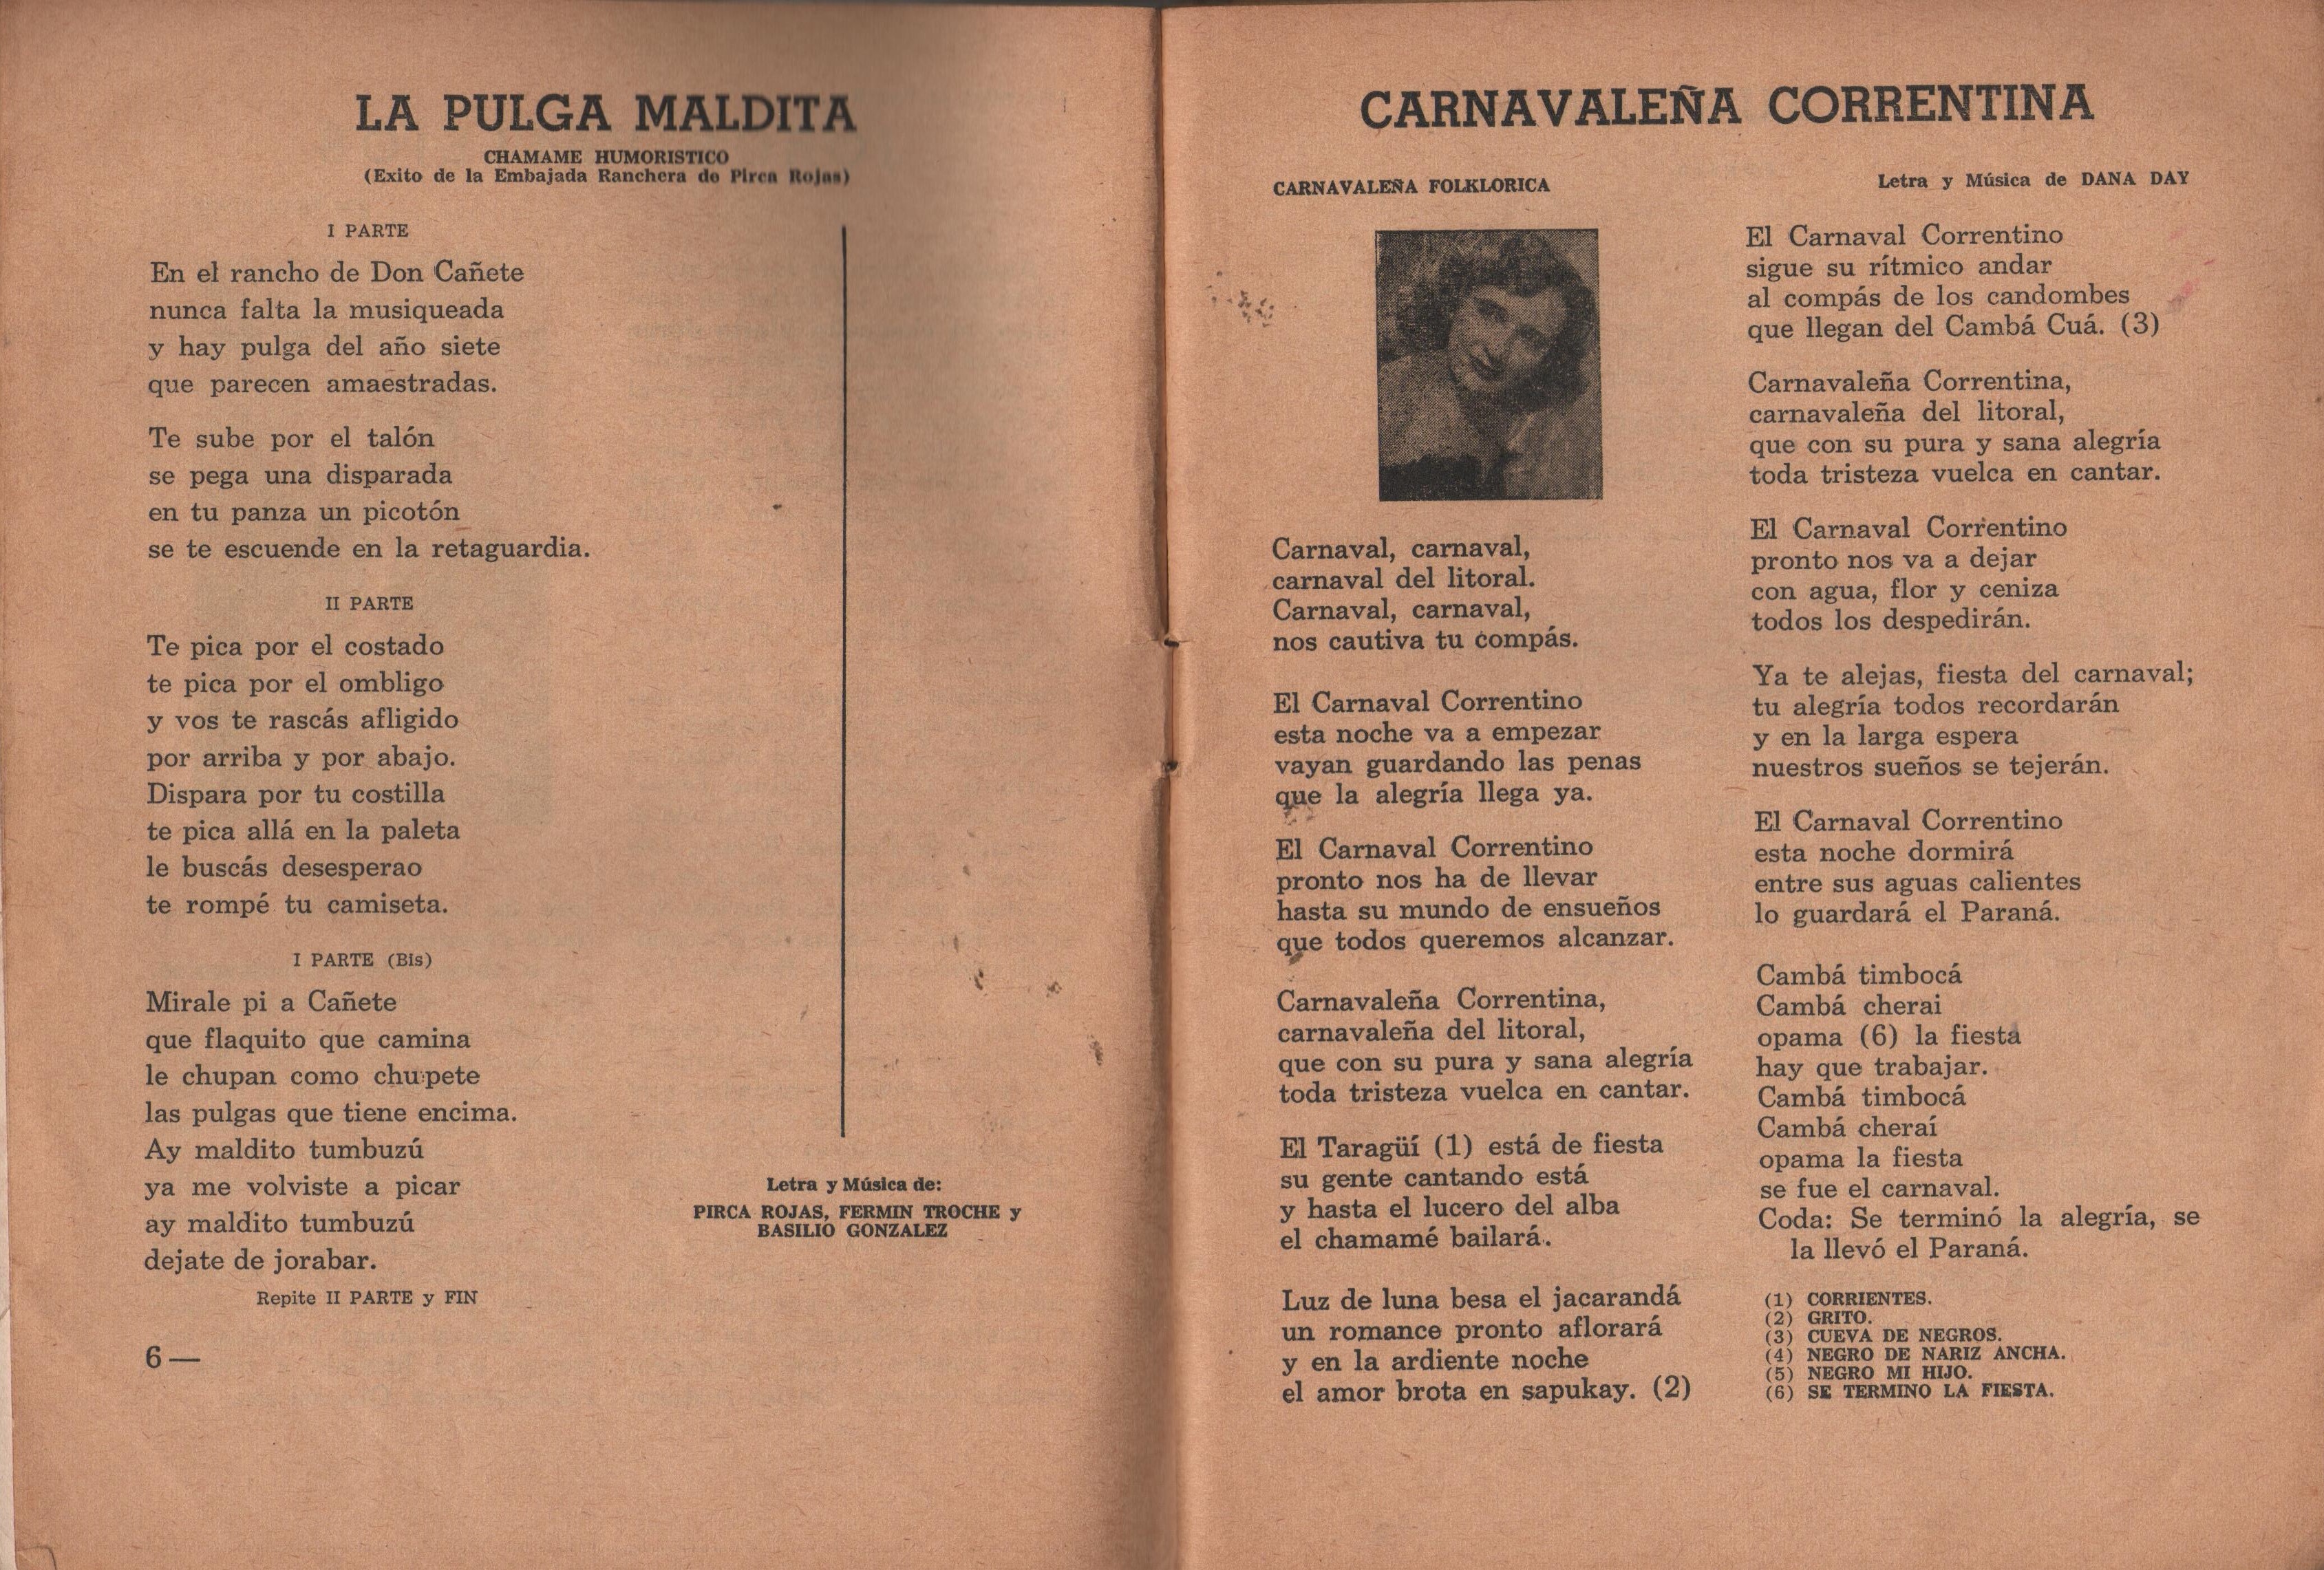 LA PULGA MALDITA
CHAMAME HUMORISTICO
(Exito de la Embajada Ranchera de Pirca Rojas)
I PARTE
En el rancho de Don Cañete
nunca falta la musiqueada
y hay pulga del año siete
que parecen amaestradas.
Te sube por el talón
se pega una disparada
en tu panza un picotón
se te escuende en la retaguardia.
II PARTE
Te pica por el costado
te pica por el ombligo
y vos te rascás afligido
por arriba y por abajo.
Dispara por tu costilla
te pica allá en la paleta
le buscás desesperao
te rompé tu camiseta.
I PARTE (Bis)
Mirale pi a Cañete
que flaquito que camina
le chupan como chupete
las pulgas que tiene encima.
Ay maldito tumbuzú
ya me volviste a picar
ay maldito tumbuzú
dejate de jorabar.
Repite II PARTE y FIN
6 —
Letra y Música de:
PIRCA ROJAS, FERMIN TROCHE y
BASILIO GONZALEZ
CARNAVALEÑA CORRENTINA
CARNAVALEÑA FOLKLORICA
Letra y Música de DANA DAY
Carnaval, carnaval,
carnaval del litoral.
Carnaval, carnaval,
nos cautiva tu compás.
El Carnaval Correntino
esta noche va a empezar
vayan guardando las penas
que la alegría llega ya.
El Carnaval Correntino
pronto nos ha de llevar
hasta su mundo de ensueños
que todos queremos alcanzar.
Carnavaleña Correntina,
carnavaleña del litoral,
que con su pura y sana alegría
toda tristeza vuelca en cantar.
El Taragüí (1) está de fiesta
su gente cantando está
y hasta el lucero del alba
el chamamé bailará.
Luz de luna besa el jacarandá
un romance pronto aflorará
y en la ardiente noche
el amor brota en sapukay. (2)
El Carnaval Correntino
sigue su rítmico andar
al compás de los candombes
que llegan del Cambá Cuá. (3)
Carnavaleña Correntina,
carnavaleña del litoral,
que con su pura y sana alegría
toda tristeza vuelca en cantar.
El Carnaval Correntino
pronto nos va a dejar
con agua, flor y ceniza
todos los despedirán.
Ya te alejas, fiesta del carnaval;
tu alegría todos recordarán
y en la larga espera
nuestros sueños se tejerán.
El Carnaval Correntino
esta noche dormirá
entre sus aguas calientes
lo guardará el Paraná.
Cambá timbocá
Cambá cherai
opama (6) la fiesta
hay que trabajar.
Cambá timbocá
Cambá cheraí
opama la fiesta
se fue el carnaval.
Coda: Se terminó la alegría, se
la llevó el Paraná.
(1) CORRIENTES.
(2) GRITO.
(3) CUEVA DE NEGROS.
(4) NEGRO DE NARIZ ANCHA.
(5) NEGRO MI HIJO.
(6) SE TERMINO LA FIESTA.